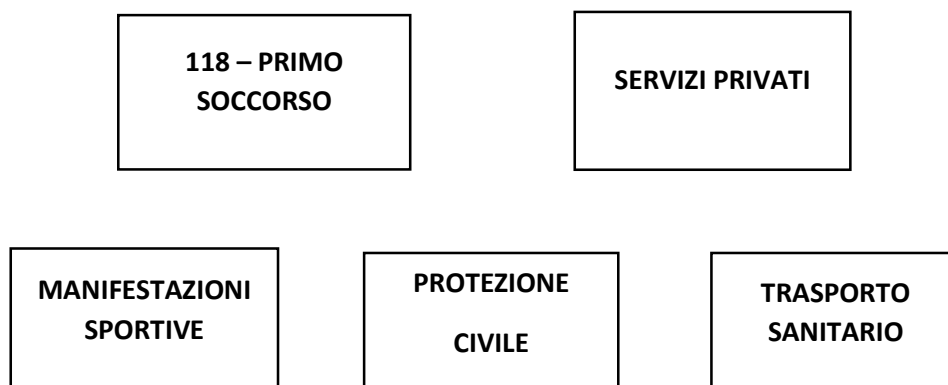 118 – PRIMO
SOCCORSO
SERVIZI PRIVATI
MANIFESTAZIONI
SPORTIVE
PROTEZIONE
CIVILE
TRASPORTO
SANITARIO